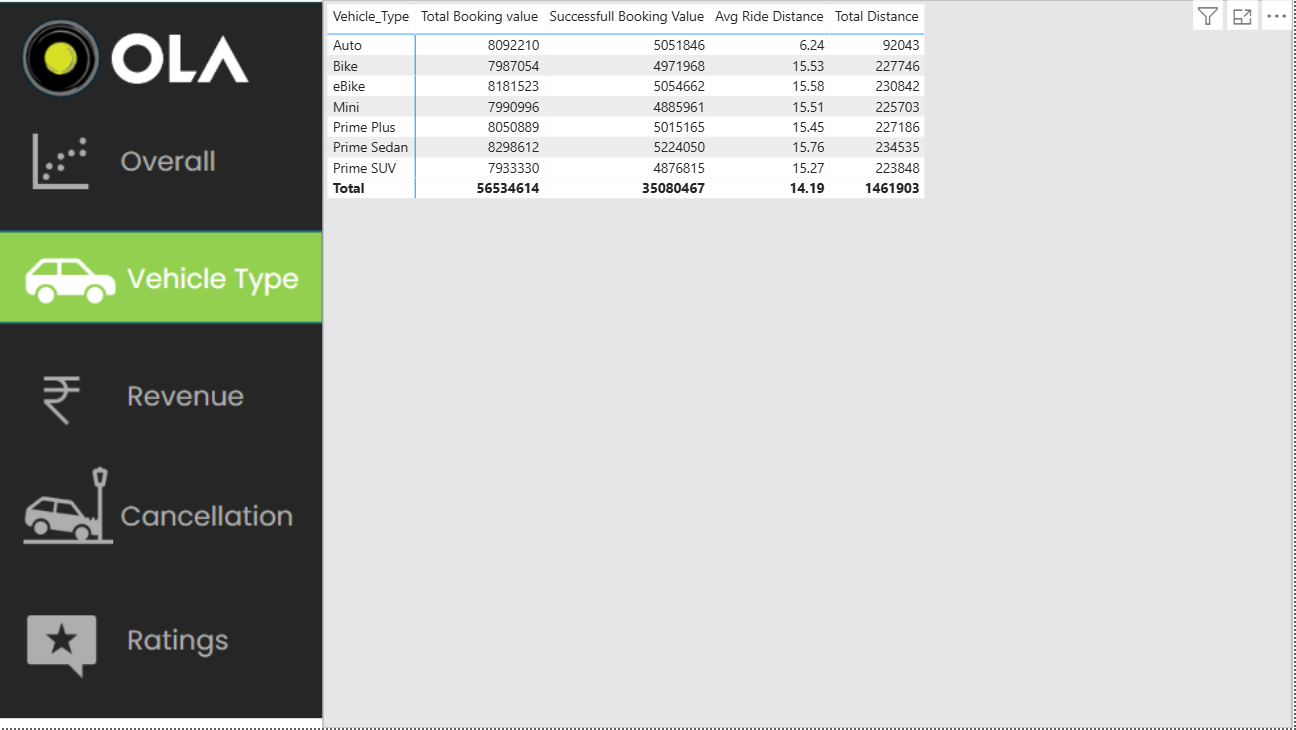 OLA
Overall
Vehicle Type
Revenue
Cancellation
Ratings
Vehicle_Type Total Booking value Successfull Booking Value Avg Ride Distance Total Distance
Auto 8092210 5051846 6.24 92043
Bike 7987054 4971968 15.53 227746
eBike 8181523 5054662 15.58 230842
Mini 7990996 4885961 15.51 225703
Prime Plus 8050889 5015165 15.45 227186
Prime Sedan 8298612 5224050 15.76 234535
Prime SUV 7933330 4876815 15.27 223848
Total 56534614 35080467 14.19 1461903